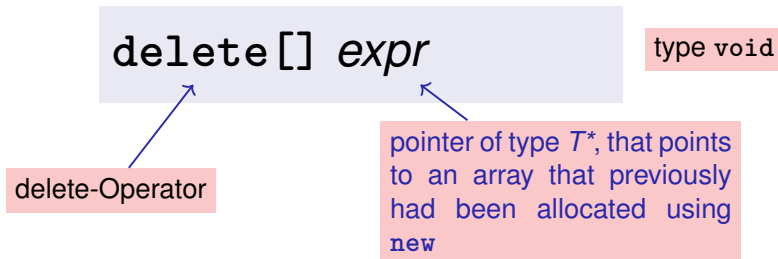 delete[] expr
type void
delete-Operator
pointer of type T*, that points
to an array that previously
had been allocated using
new